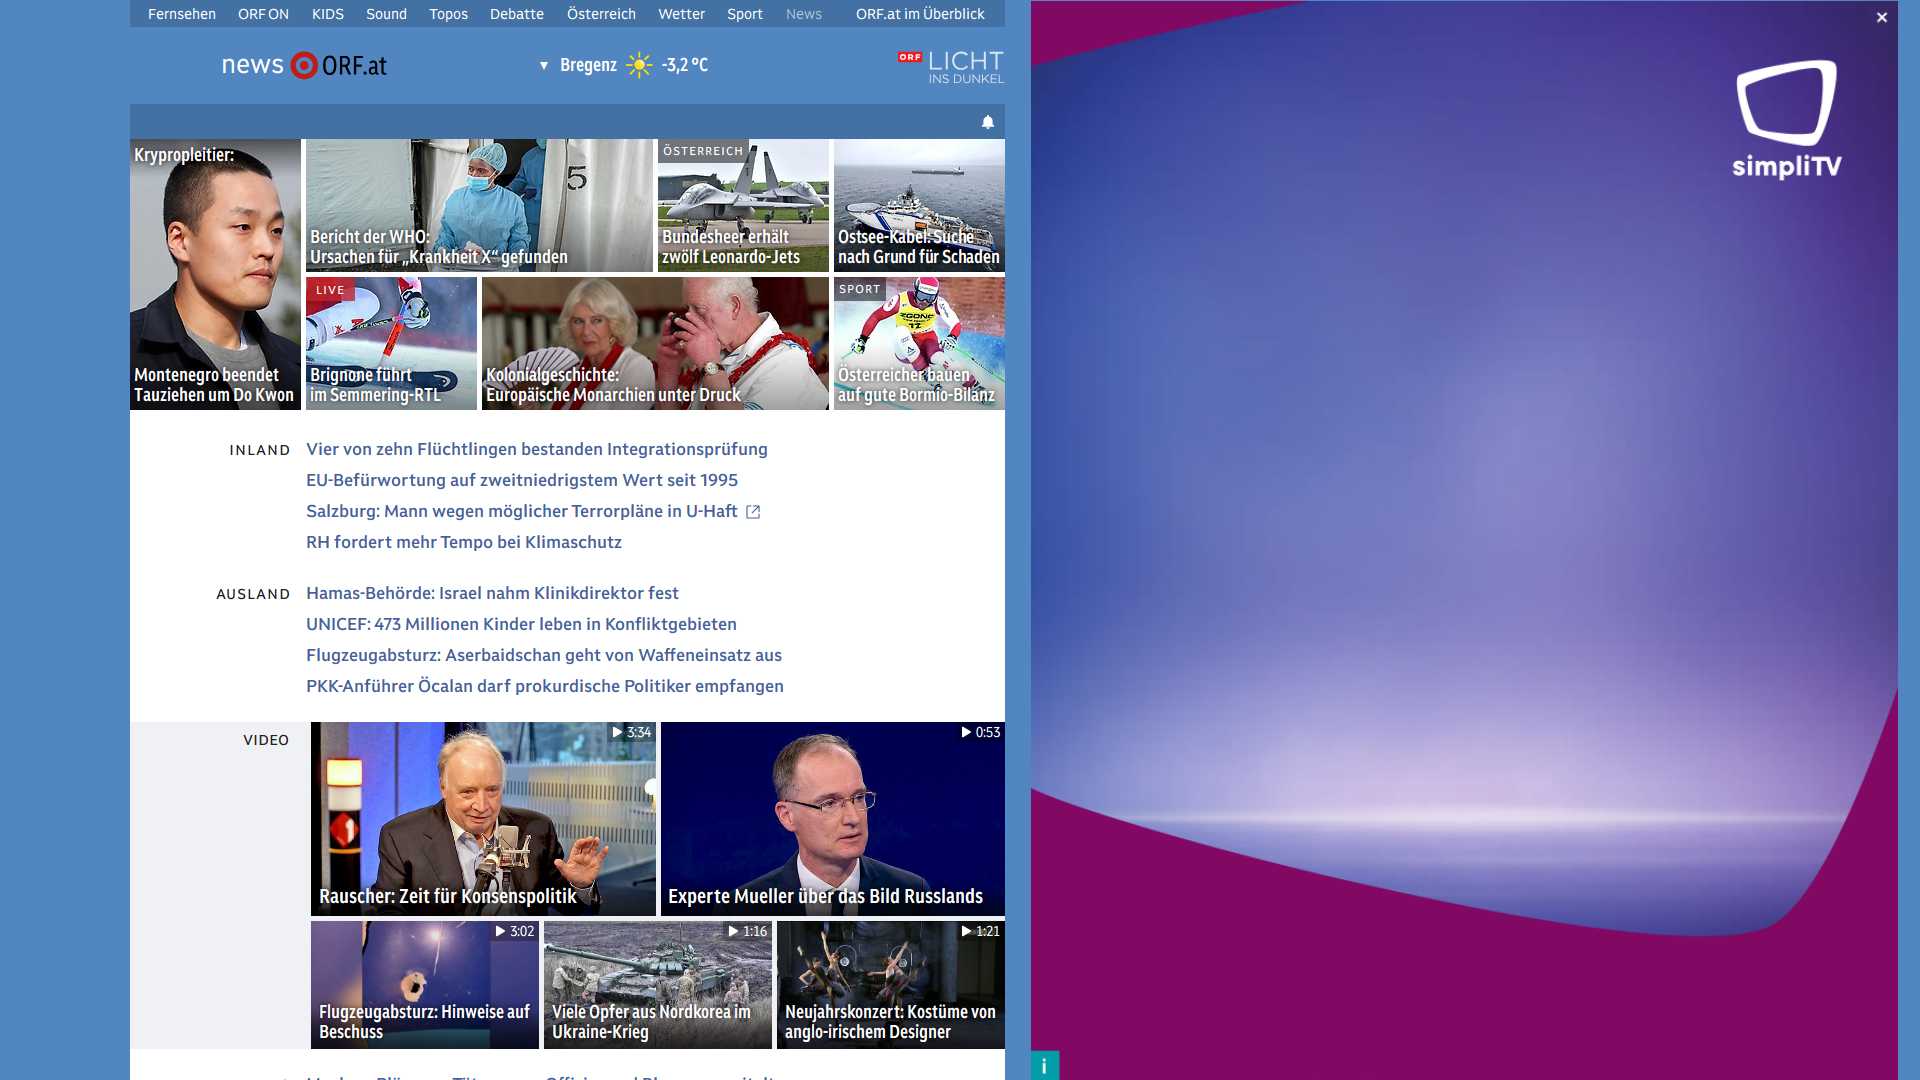 Fernsehen ORF ON KIDS Sound Topos Debatte Österreich Wetter Sport News ORF.at im Überblick
news ORF.at
Bregenz -3,2 °C
ORF LICHT
INS DUNKEL
Krypropleitier:
Montenegro beendet
Tauziehen um Do Kwon
5
Bericht der WHO:
Ursachen für „Krankheit X“ gefunden
ÖSTERREICH
Bundesheer erhält
zwölf Leonardo-Jets
Ostsee-Kabel: Suche
nach Grund für Schaden
LIVE
Brignone führt
im Semmering-RTL
Kolonialgeschichte:
Europäische Monarchien unter Druck
SPORT
Österreicher bauen
auf gute Bormio-Bilanz
INLAND
Vier von zehn Flüchtlingen bestanden Integrationsprüfung
EU-Befürwortung auf zweitniedrigstem Wert seit 1995
Salzburg: Mann wegen möglicher Terrorpläne in U-Haft
RH fordert mehr Tempo bei Klimaschutz
AUSLAND
Hamas-Behörde: Israel nahm Klinikdirektor fest
UNICEF: 473 Millionen Kinder leben in Konfliktgebieten
Flugzeugabsturz: Aserbaidschan geht von Waffeneinsatz aus
PKK-Anführer Öcalan darf prokurdische Politiker empfangen
VIDEO
3:34
Rauscher: Zeit für Konsenspolitik
0:53
Experte Mueller über das Bild Russlands
3:02
Flugzeugabsturz: Hinweise auf
Beschuss
1:16
Viele Opfer aus Nordkorea im
Ukraine-Krieg
1:21
Neujahrskonzert: Kostüme von
anglo-irischem Designer
simpliTV
i